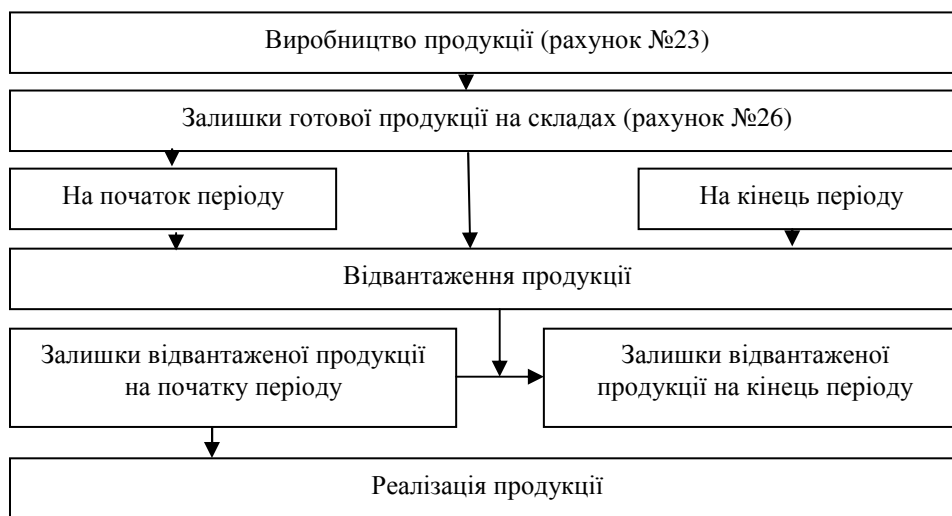 Виробництво продукції (рахунок №23)
Залишки готової продукції на складах (рахунок №26)
На початок періоду
На кінець періоду
Відвантаження продукції
Залишки відвантаженої продукції
на початку періоду
Залишки відвантаженої
продукції на кінець періоду
Реалізація продукції